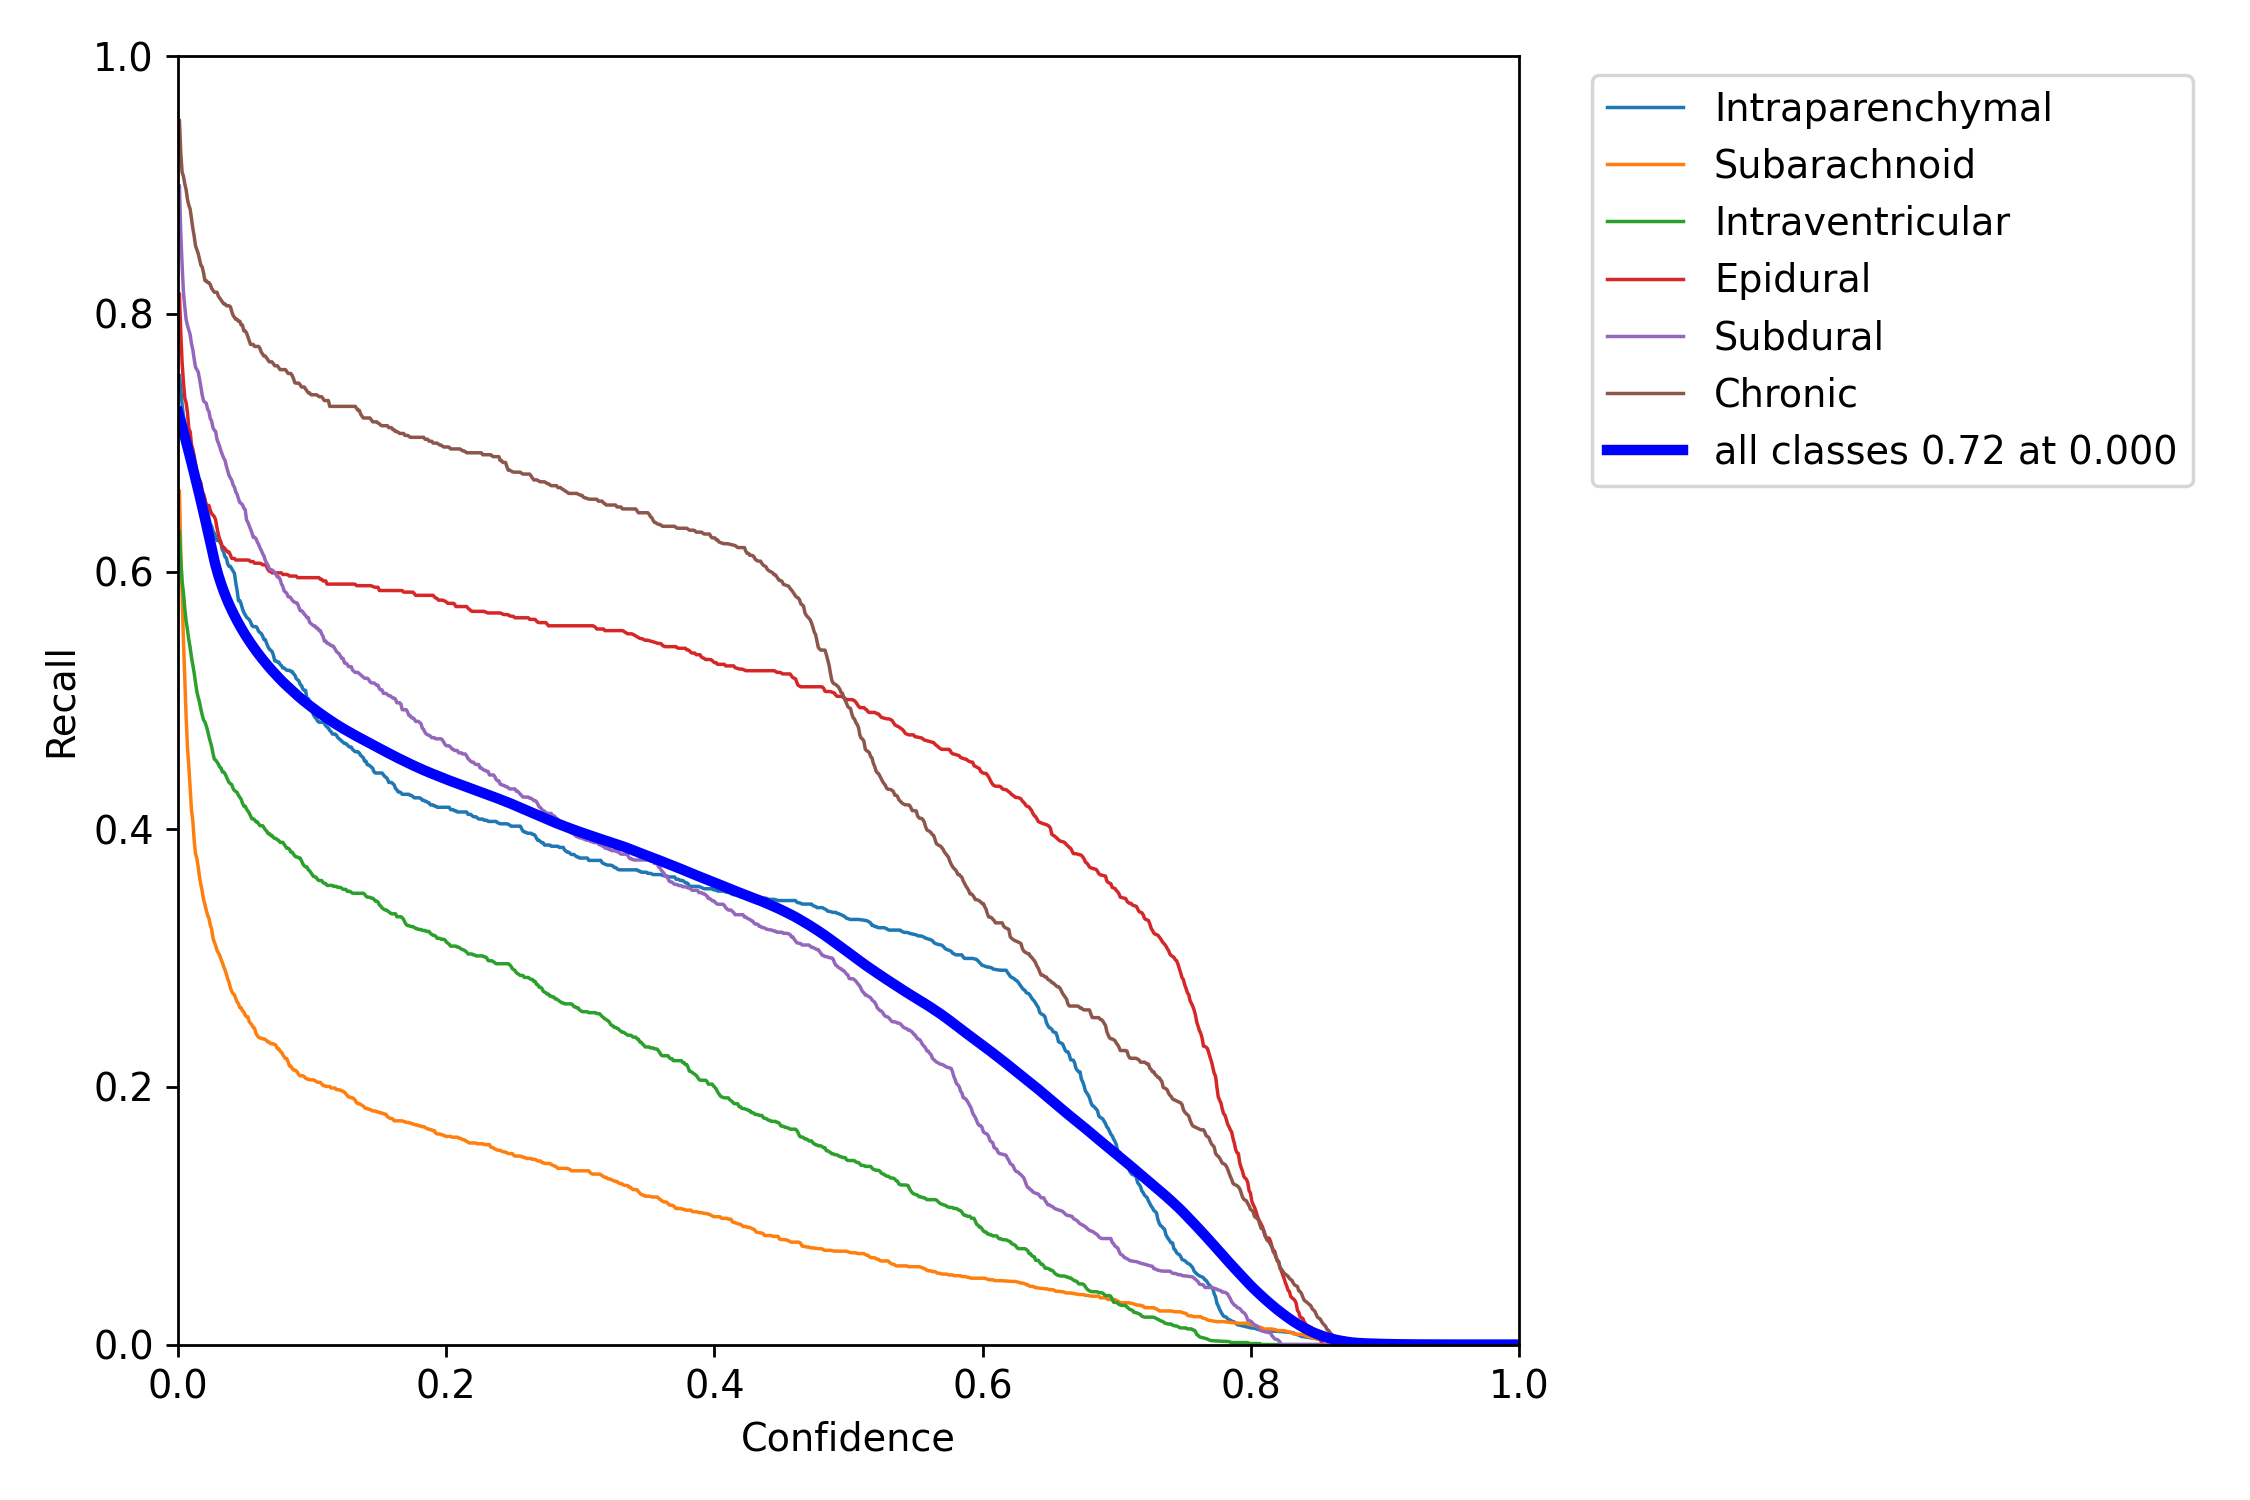 1.0
0.8
0.6
0.4
0.2
0.0
Recall
0.0 0.2 0.4 0.6 0.8 1.0
Confidence
Intraparenchymal
Subarachnoid
Intraventricular
Epidural
Subdural
Chronic
all classes 0.72 at 0.000